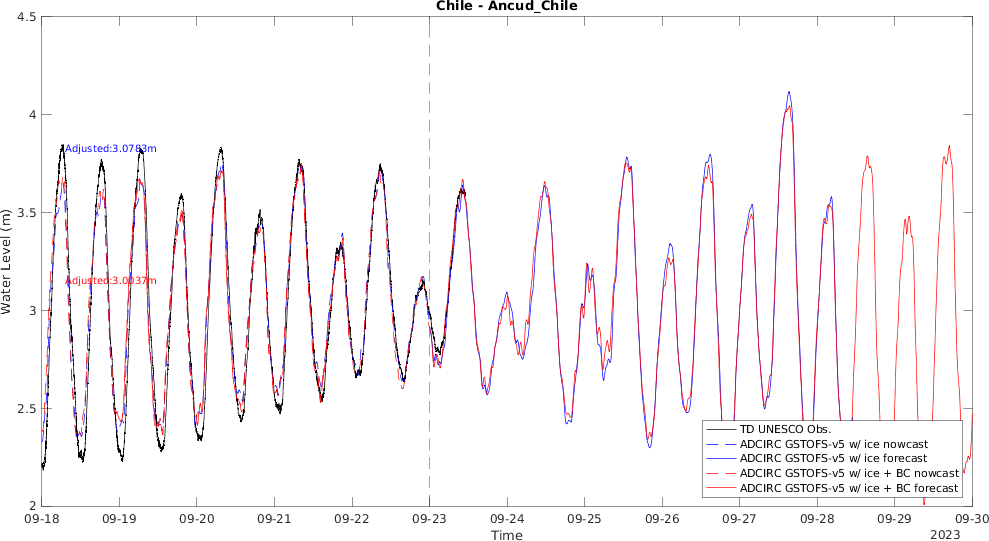 Chile - Ancud_Chile
4.5
4
3.5
3
2.5
2
Water Level (m)
Adjusted:3.0783m
Adjusted:3.0037m
TD UNESCO Obs.
ADCIRC GSTOFS-v5 w/ ice nowcast
ADCIRC GSTOFS-v5 w/ ice forecast
ADCIRC GSTOFS-v5 w/ ice + BC nowcast
ADCIRC GSTOFS-v5 w/ ice + BC forecast
09-18 09-19 09-20 09-21 09-22 09-23 09-24 09-25 09-26 09-27 09-28 09-29 09-30
Time
2023